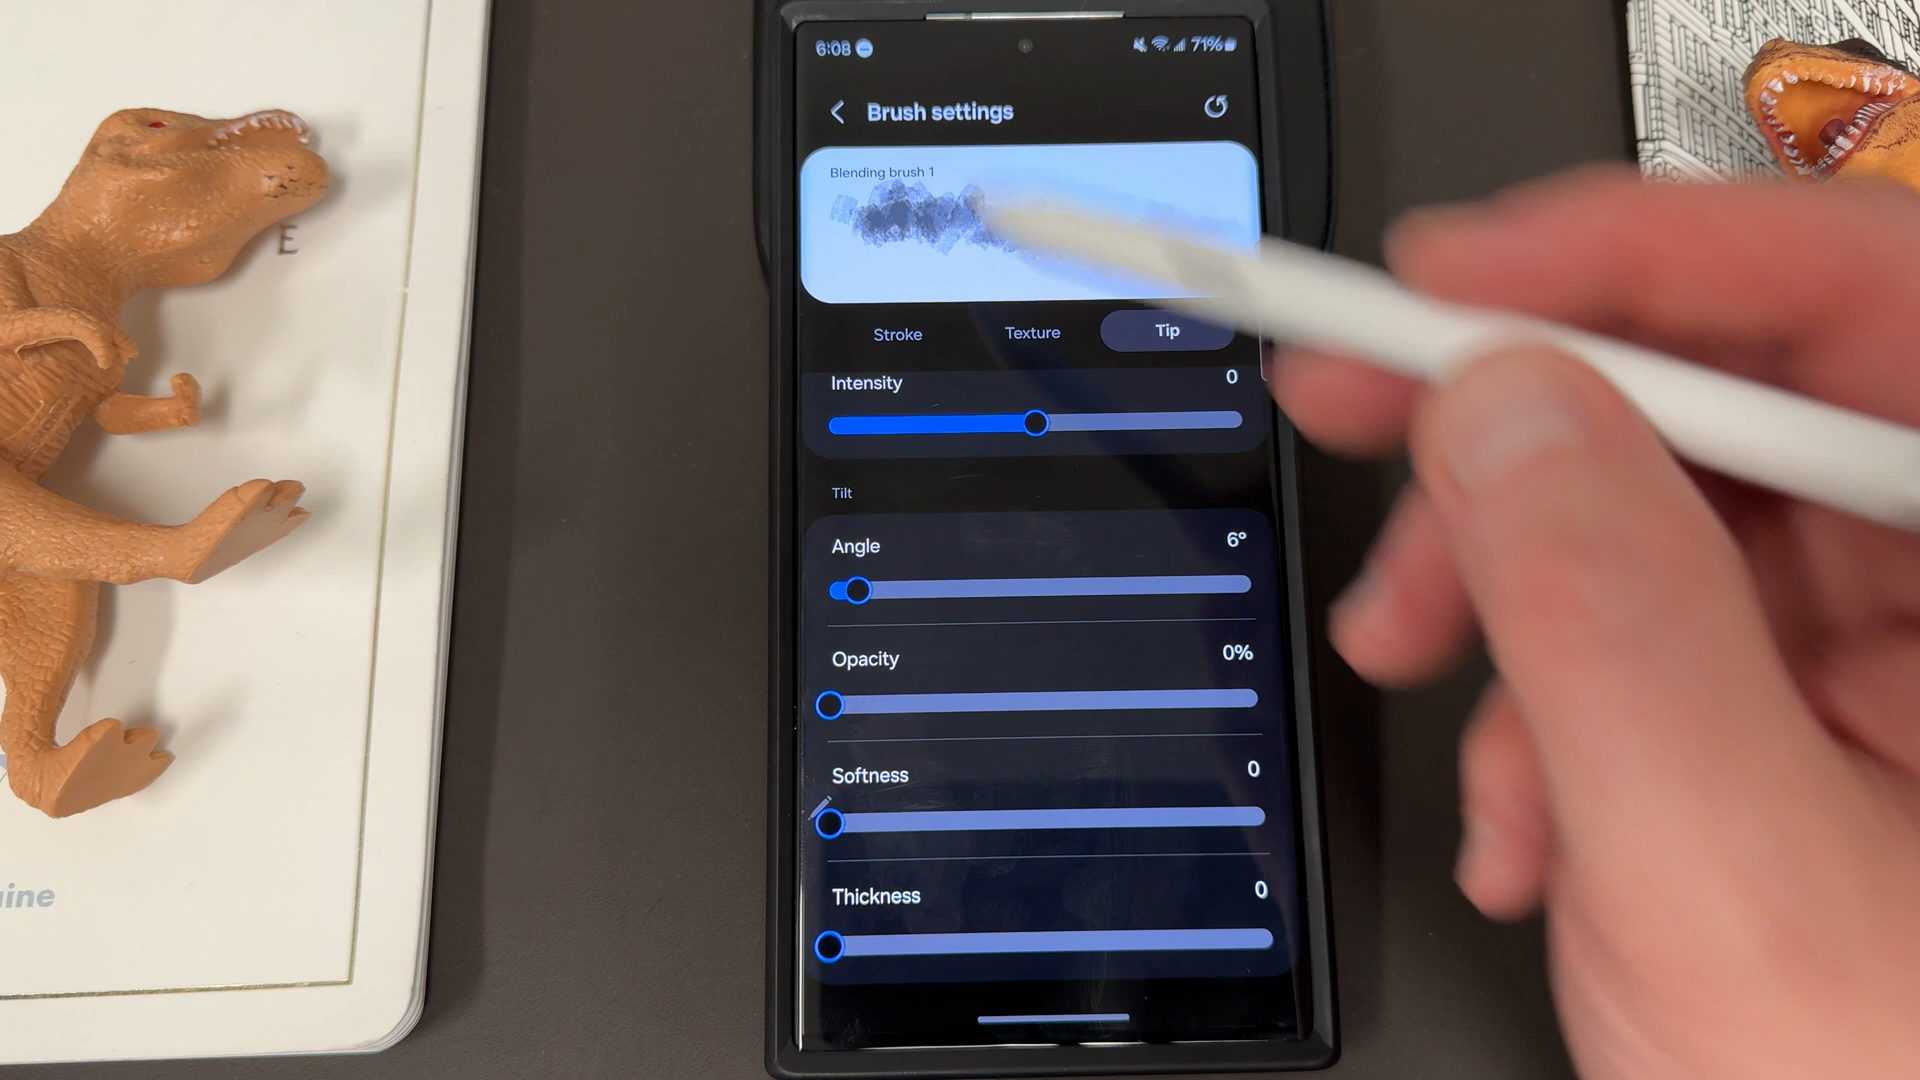 6:08
71%
Brush settings
Blending brush 1
Stroke
Texture
Tip
Intensity
0
Tilt
Angle
6°
Opacity
0%
Softness
0
Thickness
0
E